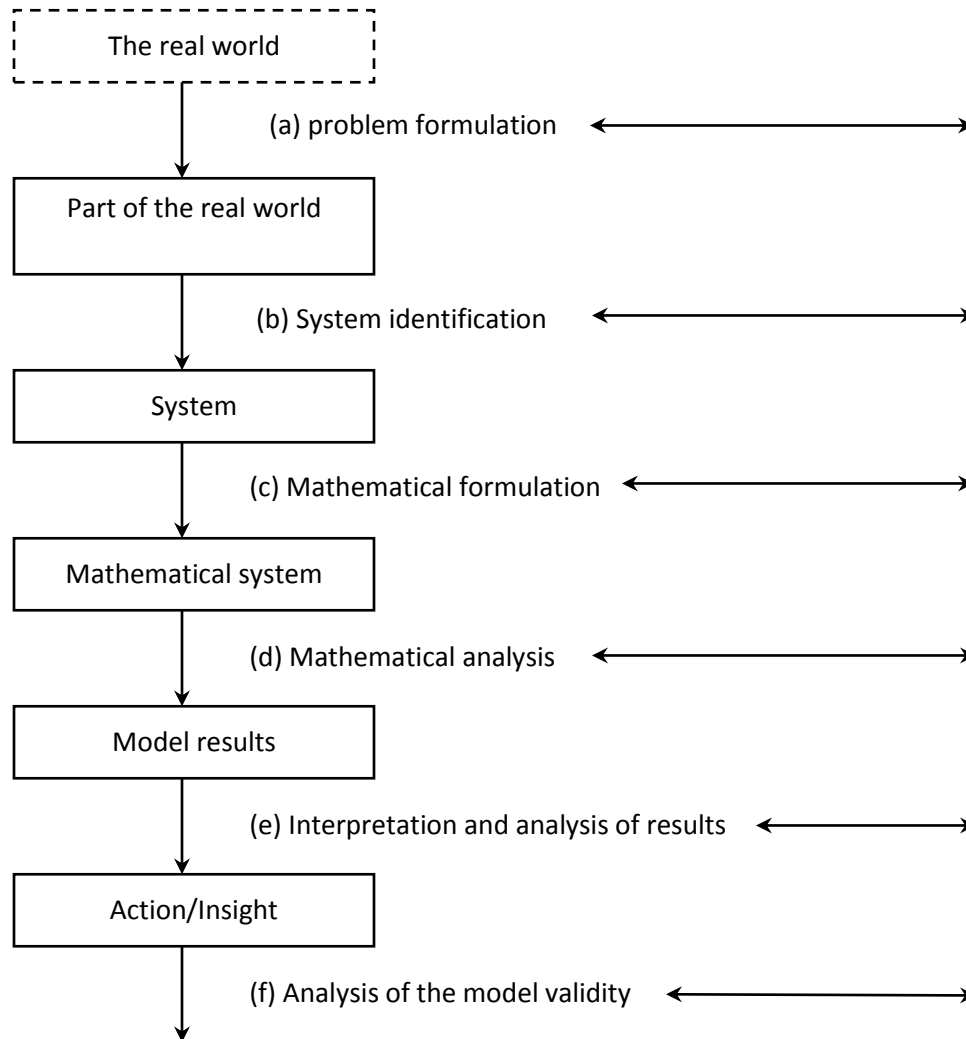 The real world
(a) problem formulation
Part of the real world
(b) System identification
System
(c) Mathematical formulation
Mathematical system
(d) Mathematical analysis
Model results
(e) Interpretation and analysis of results
Action/Insight
(f) Analysis of the model validity